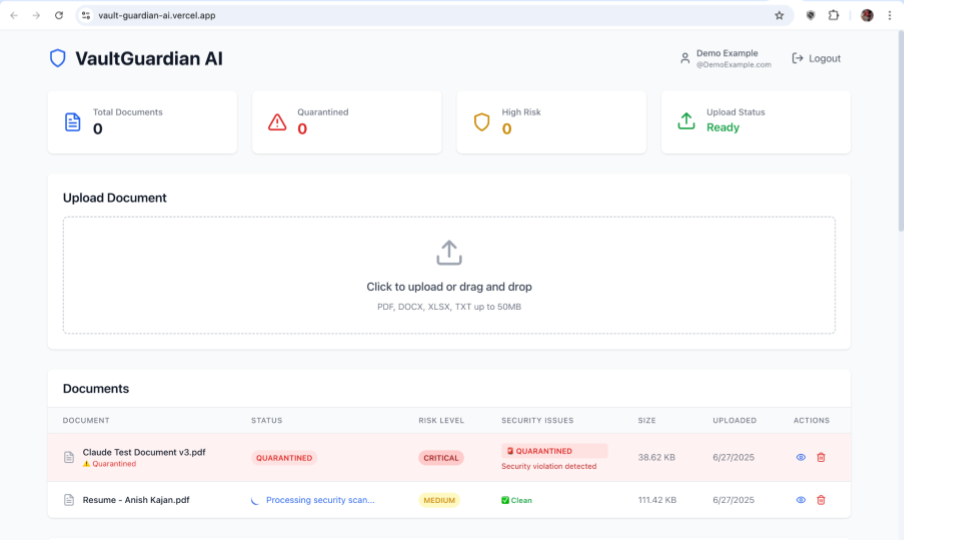 vault-guardian-ai.vercel.app
VaultGuardian AI
Demo Example
@DemoExample.com
Logout
Total Documents
0
Quarantined
0
High Risk
0
Upload Status
Ready
Upload Document
Click to upload or drag and drop
PDF, DOCX, XLSX, TXT up to 50MB
Documents
DOCUMENT STATUS RISK LEVEL SECURITY ISSUES SIZE UPLOADED ACTIONS
Claude Test Document v3.pdf
Quarantined
QUARANTINED
CRITICAL
QUARANTINED
Security violation detected
38.62 KB
6/27/2025
Resume - Anish Kajan.pdf
Processing security scan...
MEDIUM
Clean
111.42 KB
6/27/2025